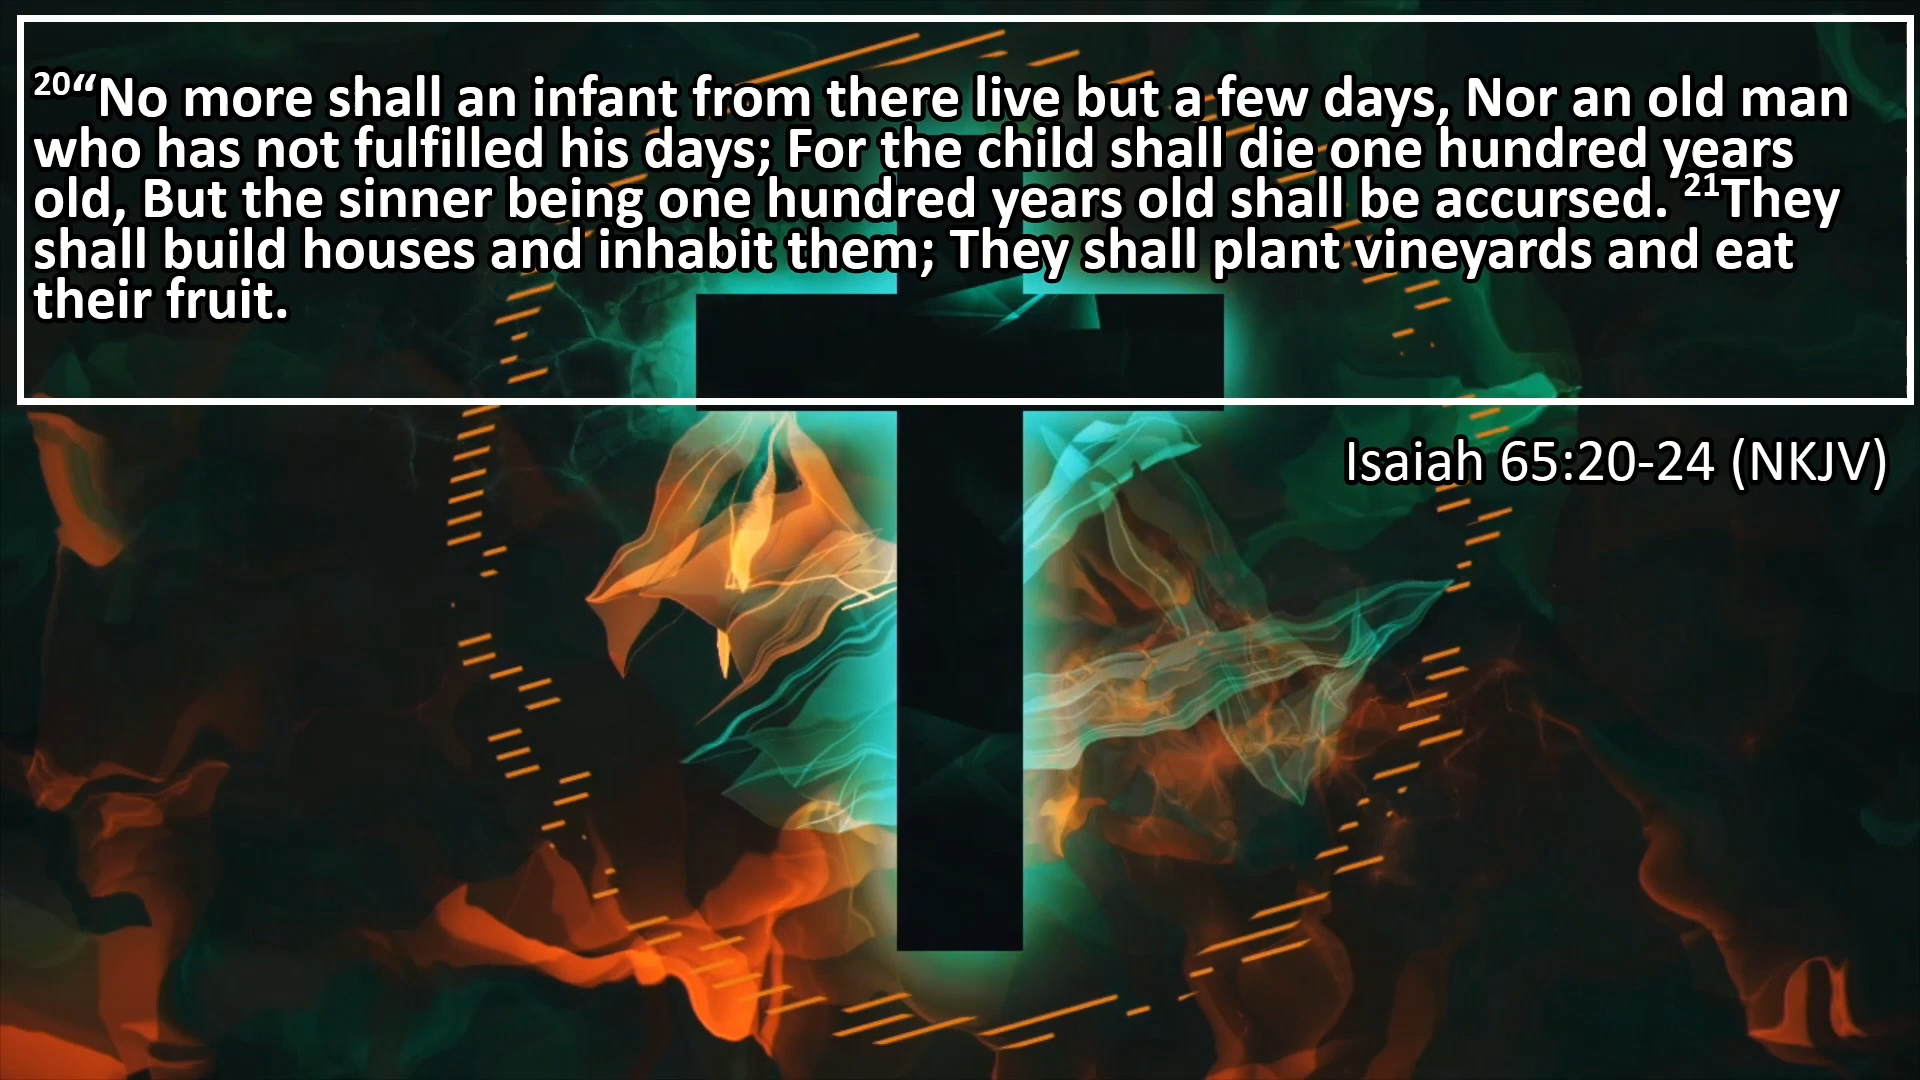 20“No more shall an infant from there live but a few days, Nor an old man
who has not fulfilled his days; For the child shall die one hundred years
old, But the sinner being one hundred years old shall be accursed. 21They
shall build houses and inhabit them; They shall plant vineyards and eat
their fruit.
Isaiah 65:20-24 (NKJV)